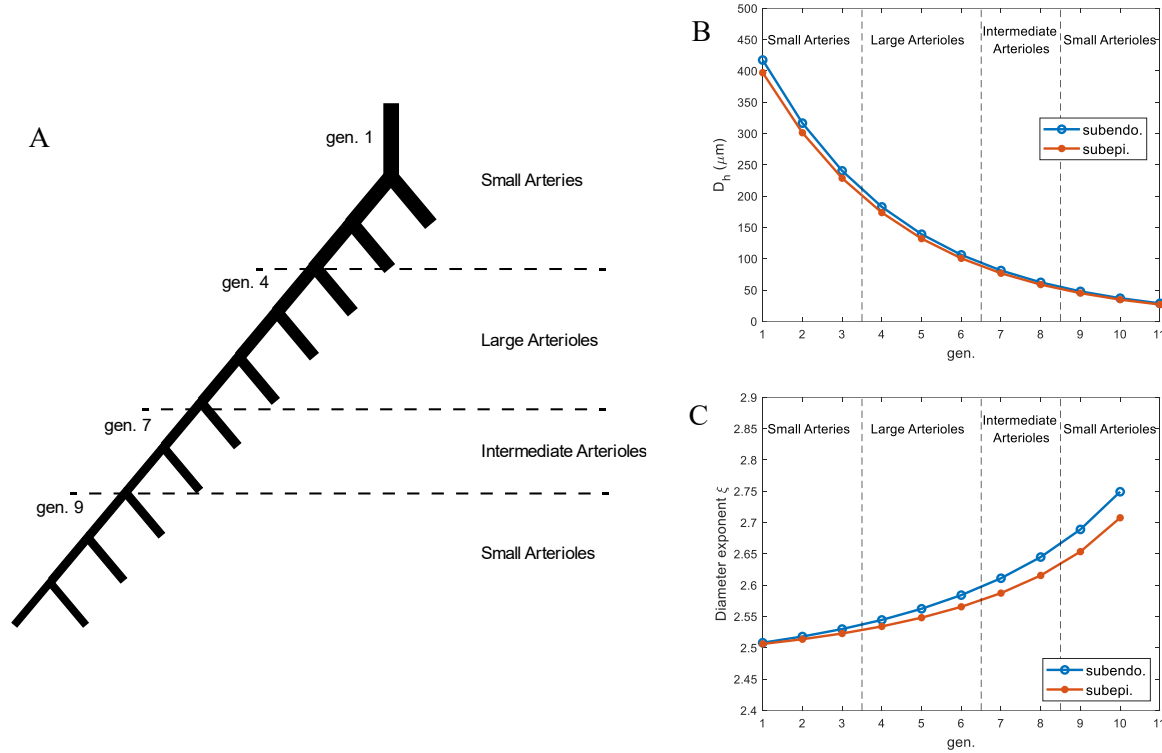 A
gen. 1
Small Arteries
gen. 4
Large Arterioles
gen. 7
Intermediate Arterioles
gen. 9
Small Arterioles
B
500
450
400
350
300
250
200
150
100
50
0
D_h (μm)
Small Arteries
Large Arterioles
Intermediate
Arterioles
Small Arterioles
subendo.
subepi.
1 2 3 4 5 6 7 8 9 10 11
gen.
C
2.9
2.85
2.8
2.75
2.7
2.65
2.6
2.55
2.5
2.45
2.4
Diameter exponent ξ
Small Arteries
Large Arterioles
Intermediate
Arterioles
Small Arterioles
subendo.
subepi.
1 2 3 4 5 6 7 8 9 10 11
gen.